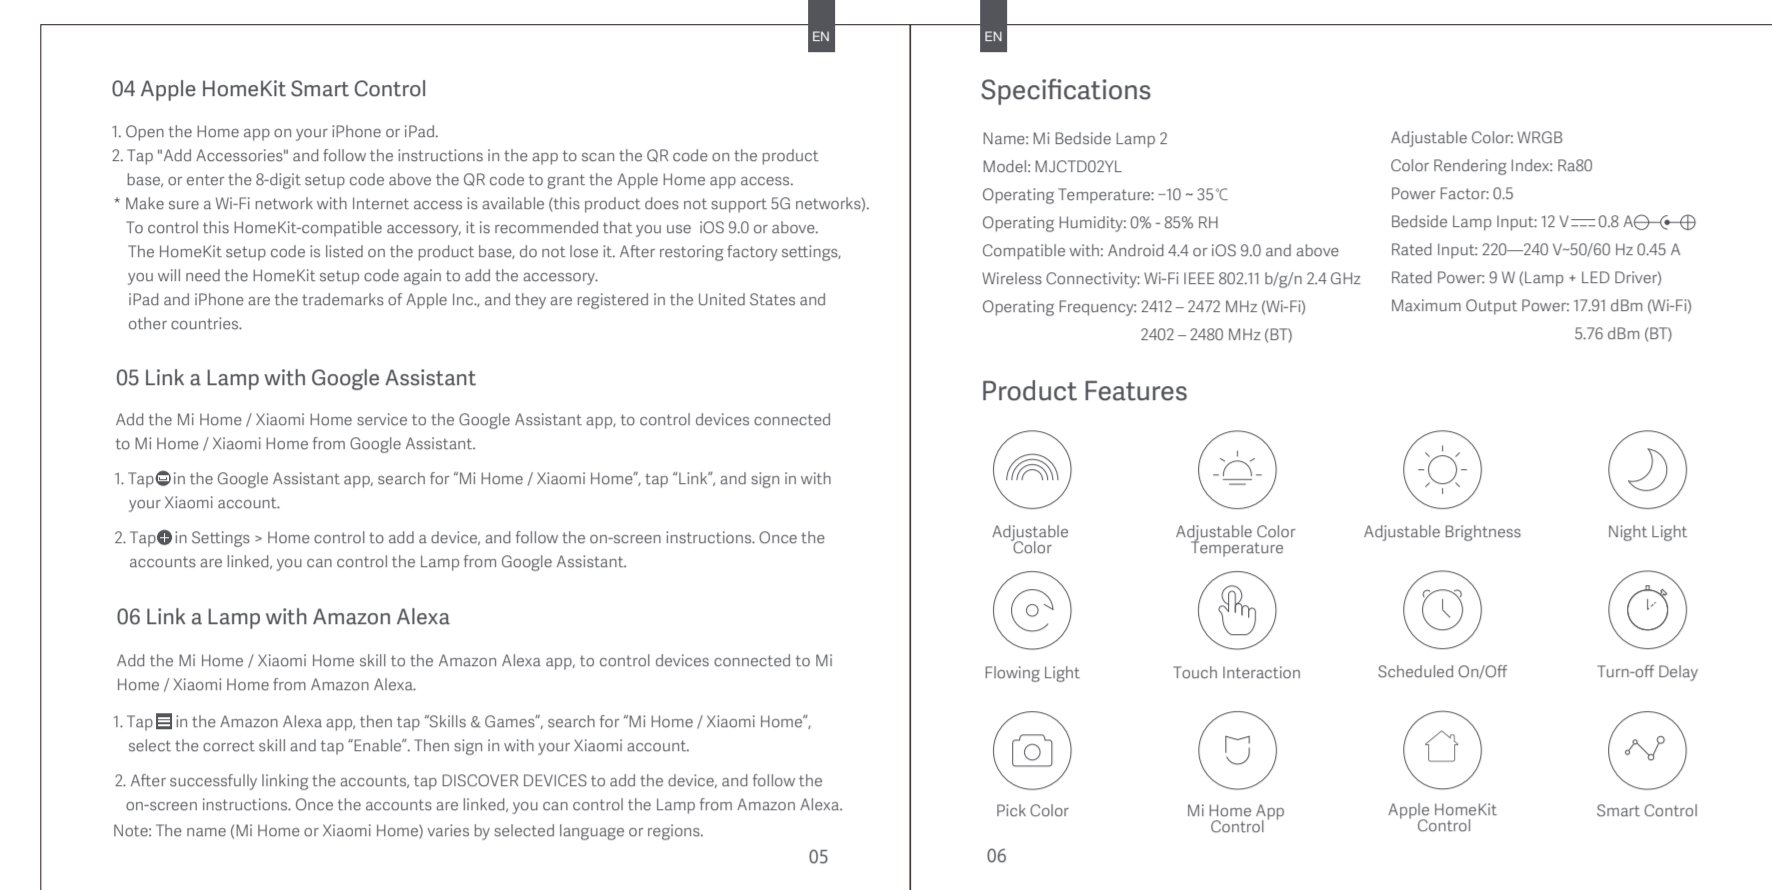 EN
04 Apple HomeKit Smart Control
1. Open the Home app on your iPhone or iPad.
2. Tap "Add Accessories" and follow the instructions in the app to scan the QR code on the product
base, or enter the 8-digit setup code above the QR code to grant the Apple Home app access.
* Make sure a Wi-Fi network with Internet access is available (this product does not support 5G networks).
To control this HomeKit-compatible accessory, it is recommended that you use iOS 9.0 or above.
The HomeKit setup code is listed on the product base, do not lose it. After restoring factory settings,
you will need the HomeKit setup code again to add the accessory.
iPad and iPhone are the trademarks of Apple Inc., and they are registered in the United States and
other countries.
05 Link a Lamp with Google Assistant
Add the Mi Home / Xiaomi Home service to the Google Assistant app, to control devices connected
to Mi Home / Xiaomi Home from Google Assistant.
1. Tap in the Google Assistant app, search for “Mi Home / Xiaomi Home”, tap “Link”, and sign in with
your Xiaomi account.
2. Tap in Settings > Home control to add a device, and follow the on-screen instructions. Once the
accounts are linked, you can control the Lamp from Google Assistant.
06 Link a Lamp with Amazon Alexa
Add the Mi Home / Xiaomi Home skill to the Amazon Alexa app, to control devices connected to Mi
Home / Xiaomi Home from Amazon Alexa.
1. Tap in the Amazon Alexa app, then tap “Skills & Games”, search for “Mi Home / Xiaomi Home”,
select the correct skill and tap “Enable”. Then sign in with your Xiaomi account.
2. After successfully linking the accounts, tap DISCOVER DEVICES to add the device, and follow the
on-screen instructions. Once the accounts are linked, you can control the Lamp from Amazon Alexa.
Note: The name (Mi Home or Xiaomi Home) varies by selected language or regions.
05
EN
Specifications
Name: Mi Bedside Lamp 2
Model: MJCTD02YL
Operating Temperature: −10 ~ 35℃
Operating Humidity: 0% - 85% RH
Compatible with: Android 4.4 or iOS 9.0 and above
Wireless Connectivity: Wi-Fi IEEE 802.11 b/g/n 2.4 GHz
Operating Frequency: 2412 – 2472 MHz (Wi-Fi)
2402 – 2480 MHz (BT)
Adjustable Color: WRGB
Color Rendering Index: Ra80
Power Factor: 0.5
Bedside Lamp Input: 12 V⎓0.8 A
Rated Input: 220—240 V~50/60 Hz 0.45 A
Rated Power: 9 W (Lamp + LED Driver)
Maximum Output Power: 17.91 dBm (Wi-Fi)
5.76 dBm (BT)
Product Features
Adjustable
Color
Adjustable Color
Temperature
Adjustable Brightness
Night Light
Flowing Light
Touch Interaction
Scheduled On/Off
Turn-off Delay
Pick Color
Mi Home App
Control
Apple HomeKit
Control
Smart Control
06